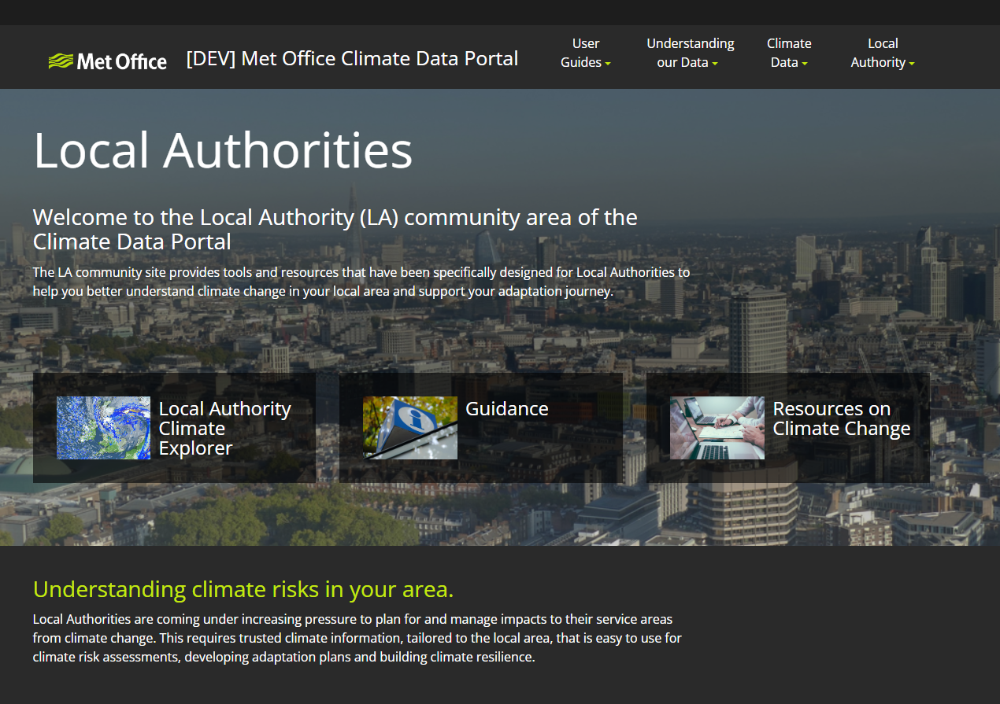 Met Office
[DEV] Met Office Climate Data Portal
User
Guides
Understanding
our Data
Climate
Data
Local
Authority
Local Authorities
Welcome to the Local Authority (LA) community area of the
Climate Data Portal
The LA community site provides tools and resources that have been specifically designed for Local Authorities to
help you better understand climate change in your local area and support your adaptation journey.
Local Authority
Climate
Explorer
i
Guidance
Resources on
Climate Change
Understanding climate risks in your area.
Local Authorities are coming under increasing pressure to plan for and manage impacts to their service areas
from climate change. This requires trusted climate information, tailored to the local area, that is easy to use for
climate risk assessments, developing adaptation plans and building climate resilience.